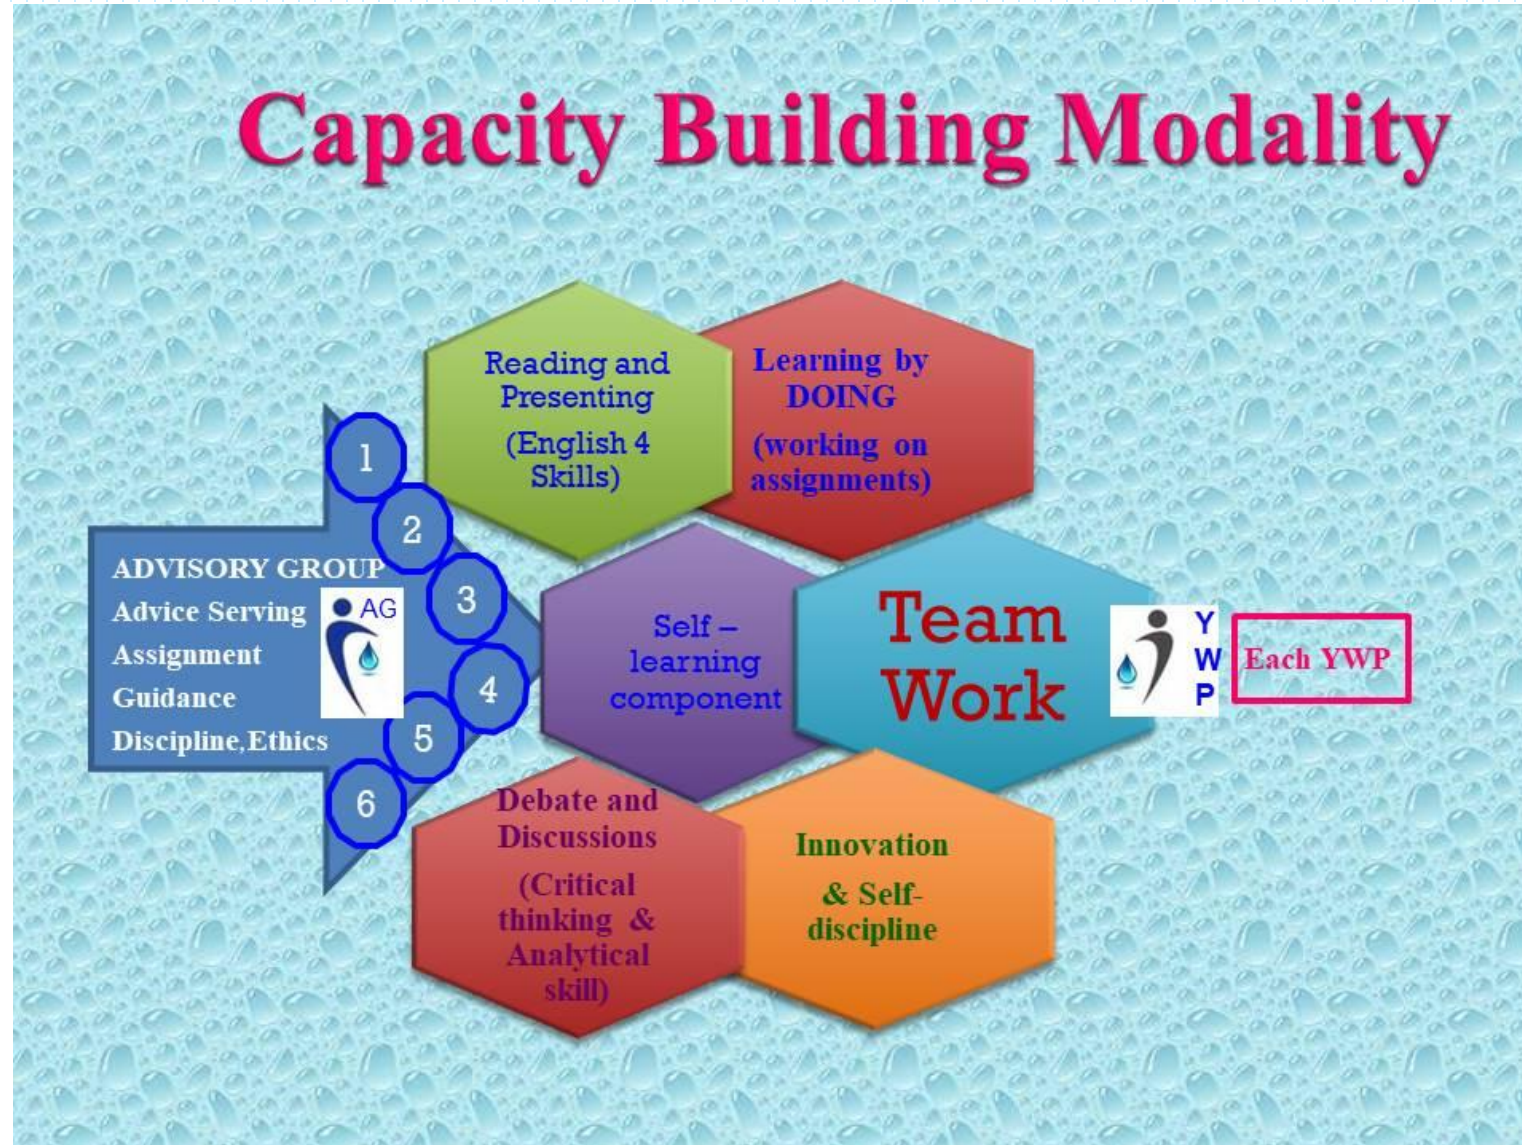 Capacity Building Modality
Reading and
Presenting
(English 4
Skills)
Learning by
DOING
(working on
assignments)
1
2
3
4
5
6
ADVISORY GROUP
Advice Serving
Assignment
Guidance
Discipline,Ethics
AG
Self –
learning
component
Team
Work
Y
W
P
Each YWP
Debate and
Discussions
(Critical
thinking &
Analytical
skill)
Innovation
& Self-
discipline